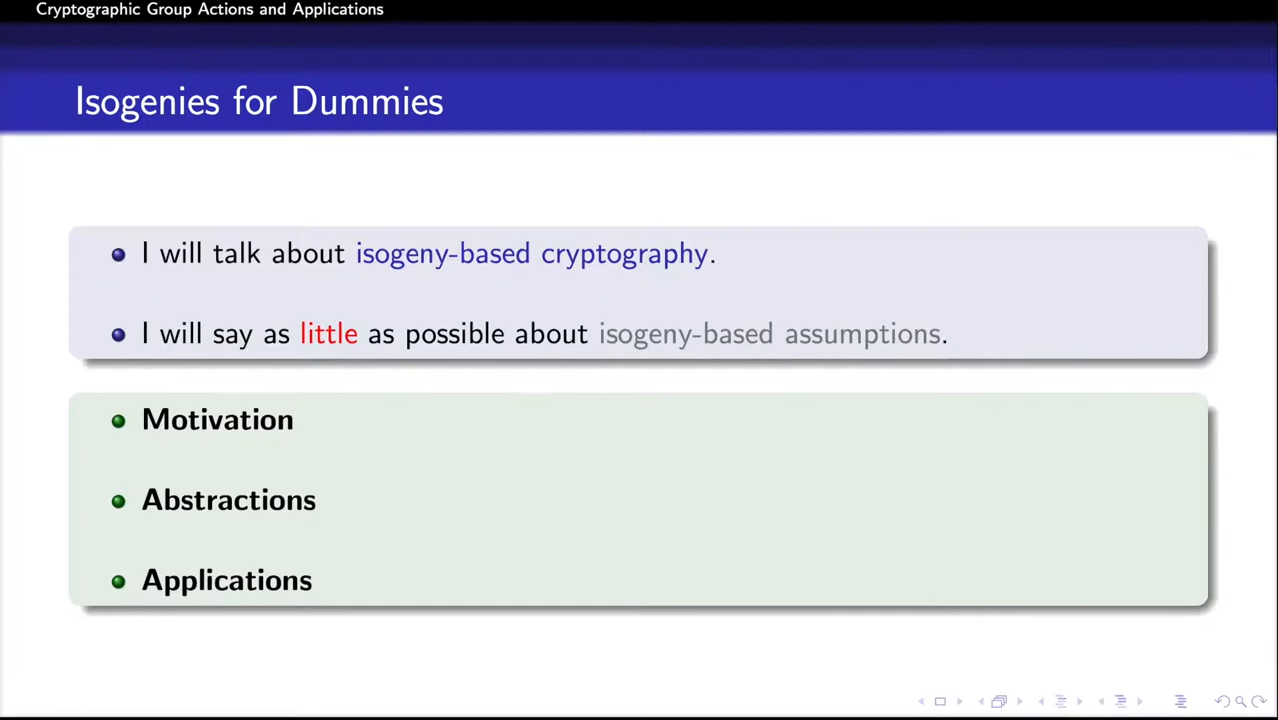 Cryptographic Group Actions and Applications
Isogenies for Dummies
I will talk about isogeny-based cryptography.
I will say as little as possible about isogeny-based assumptions.
Motivation
Abstractions
Applications